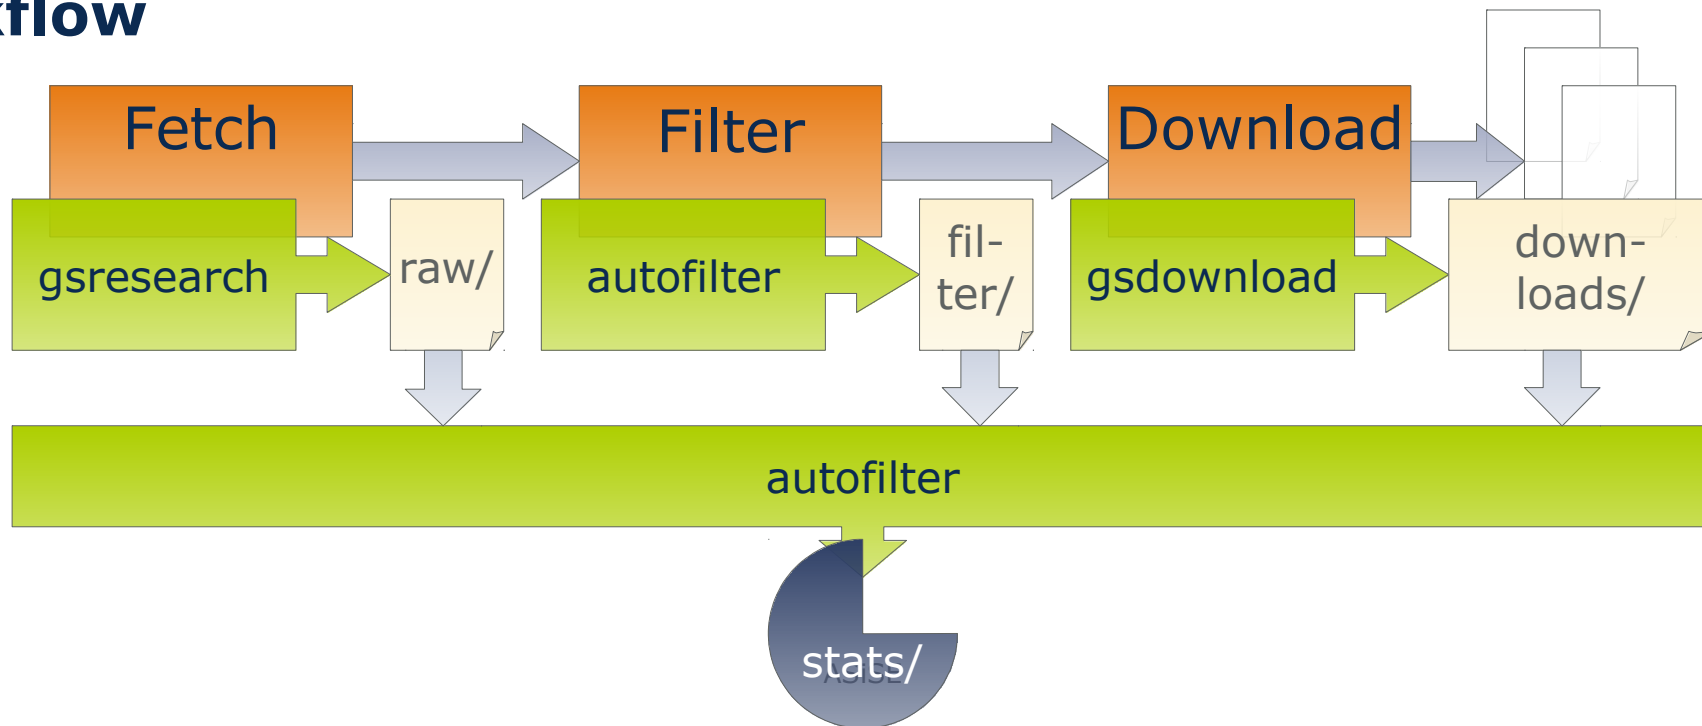 kflow
Fetch
Filter
Download
gsresearch
raw/
autofilter
fil-
ter/
gsdownload
down-
loads/
autofilter
stats/